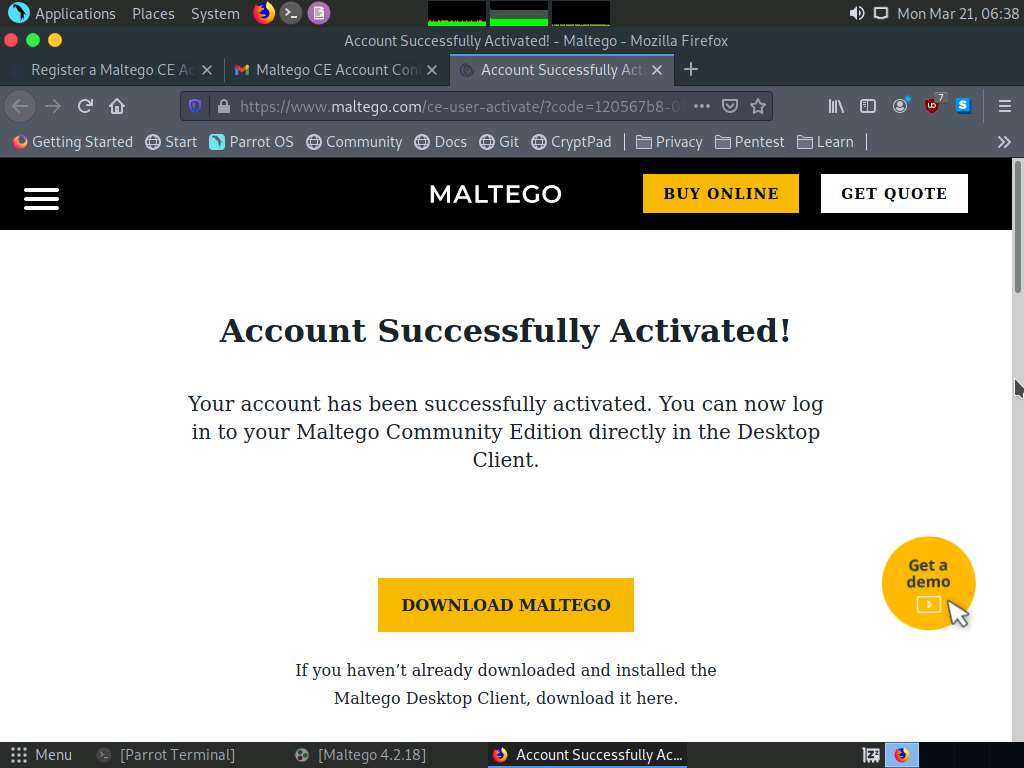 Applications Places System Mon Mar 21, 06:38
Account Successfully Activated! - Maltego - Mozilla Firefox
Register a Maltego CE Ac Maltego CE Account Con Account Successfully Act
https://www.maltego.com/ce-user-activate/?code=120567b8-0 7
Getting Started Start Parrot OS Community Docs Git CryptPad Privacy Pentest Learn
MALTEGO BUY ONLINE GET QUOTE
Account Successfully Activated!
Your account has been successfully activated. You can now log
in to your Maltego Community Edition directly in the Desktop
Client.
Get a
demo
DOWNLOAD MALTEGO
If you haven’t already downloaded and installed the
Maltego Desktop Client, download it here.
Menu [Parrot Terminal] [Maltego 4.2.18] Account Successfully Ac...